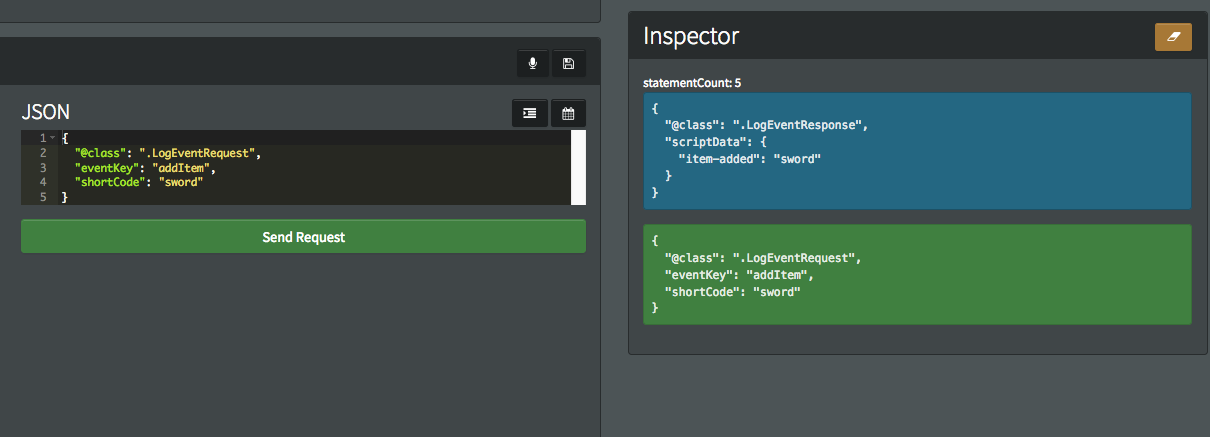 JSON
1 {
2 "@class": ".LogEventRequest",
3 "eventKey": "addItem",
4 "shortCode": "sword"
5 }
Send Request
Inspector
statementCount: 5
{
"@class": ".LogEventResponse",
"scriptData": {
"item-added": "sword"
}
}
{
"@class": ".LogEventRequest",
"eventKey": "addItem",
"shortCode": "sword"
}